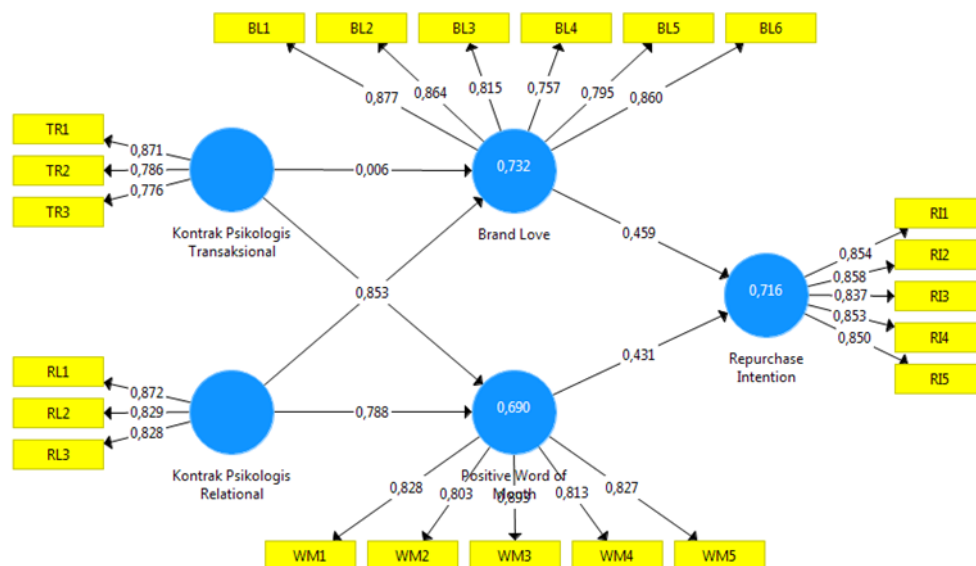 BL1 BL2 BL3 BL4 BL5 BL6
0,877 0,864 0,815 0,757 0,795 0,860
TR1
TR2
TR3
0,871
0,786
0,776
0,006
0,732
Kontrak Psikologis
Transaksional
Brand Love
0,459
0,853
RI1
RI2
RI3
RI4
RI5
0,854
0,858
0,837
0,853
0,850
0,716
Repurchase
Intention
0,431
RL1
RL2
RL3
0,872
0,829
0,828
0,788
0,690
Kontrak Psikologis
Relational
Positive Word of
Mouth
0,828 0,803 0,813 0,827
WM1 WM2 WM3 WM4 WM5